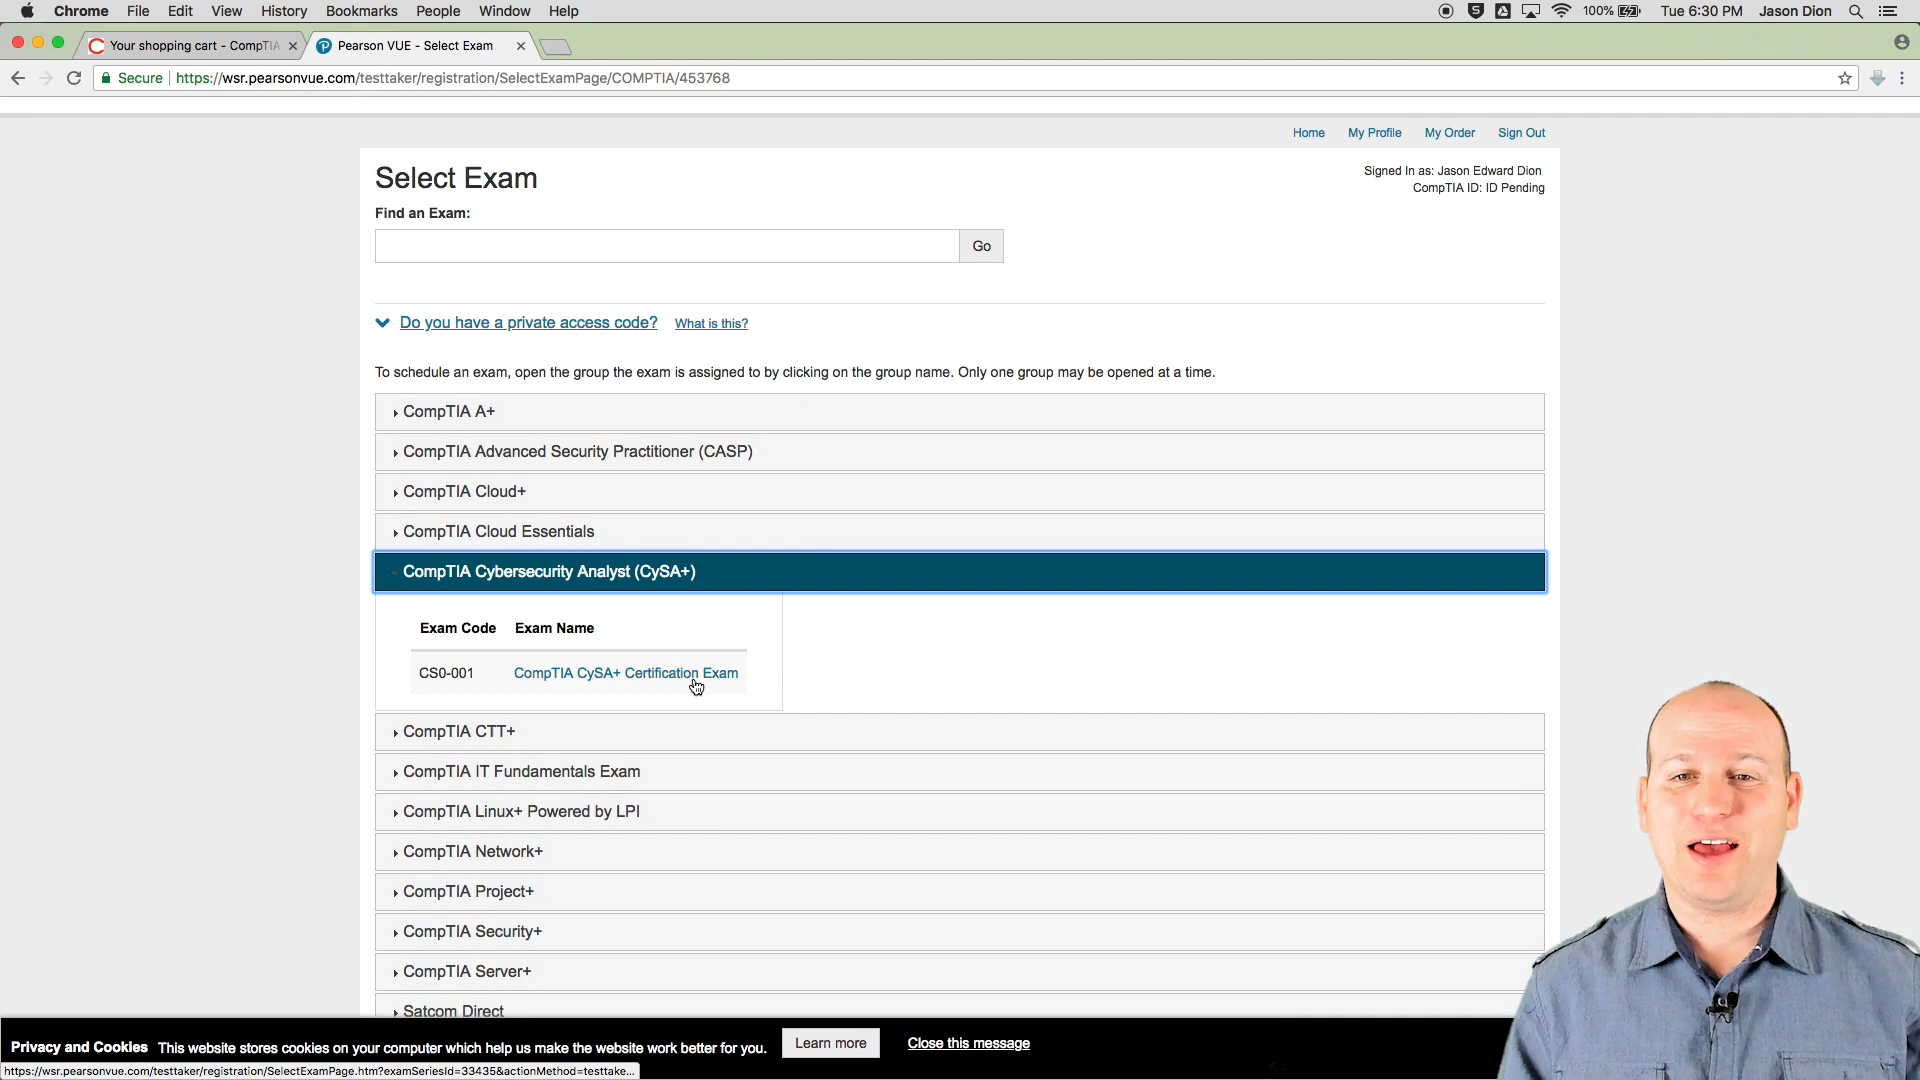 Chrome File Edit View History Bookmarks People Window Help
100% Tue 6:30 PM Jason Dion
Your shopping cart - CompTIA
Pearson VUE - Select Exam
Secure https://wsr.pearsonvue.com/testtaker/registration/SelectExamPage/COMPTIA/453768
Home My Profile My Order Sign Out
Select Exam
Signed In as: Jason Edward Dion
CompTIA ID: ID Pending
Find an Exam:
Go
Do you have a private access code? What is this?
To schedule an exam, open the group the exam is assigned to by clicking on the group name. Only one group may be opened at a time.
CompTIA A+
CompTIA Advanced Security Practitioner (CASP)
CompTIA Cloud+
CompTIA Cloud Essentials
CompTIA Cybersecurity Analyst (CySA+)
Exam Code Exam Name
CS0-001 CompTIA CySA+ Certification Exam
CompTIA CTT+
CompTIA IT Fundamentals Exam
CompTIA Linux+ Powered by LPI
CompTIA Network+
CompTIA Project+
CompTIA Security+
CompTIA Server+
Satcom Direct
Privacy and Cookies This website stores cookies on your computer which help us make the website work better for you. Learn more Close this message
https://wsr.pearsonvue.com/testtaker/registration/SelectExamPage.htm?examSeriesId=33435&actionMethod=testtake...